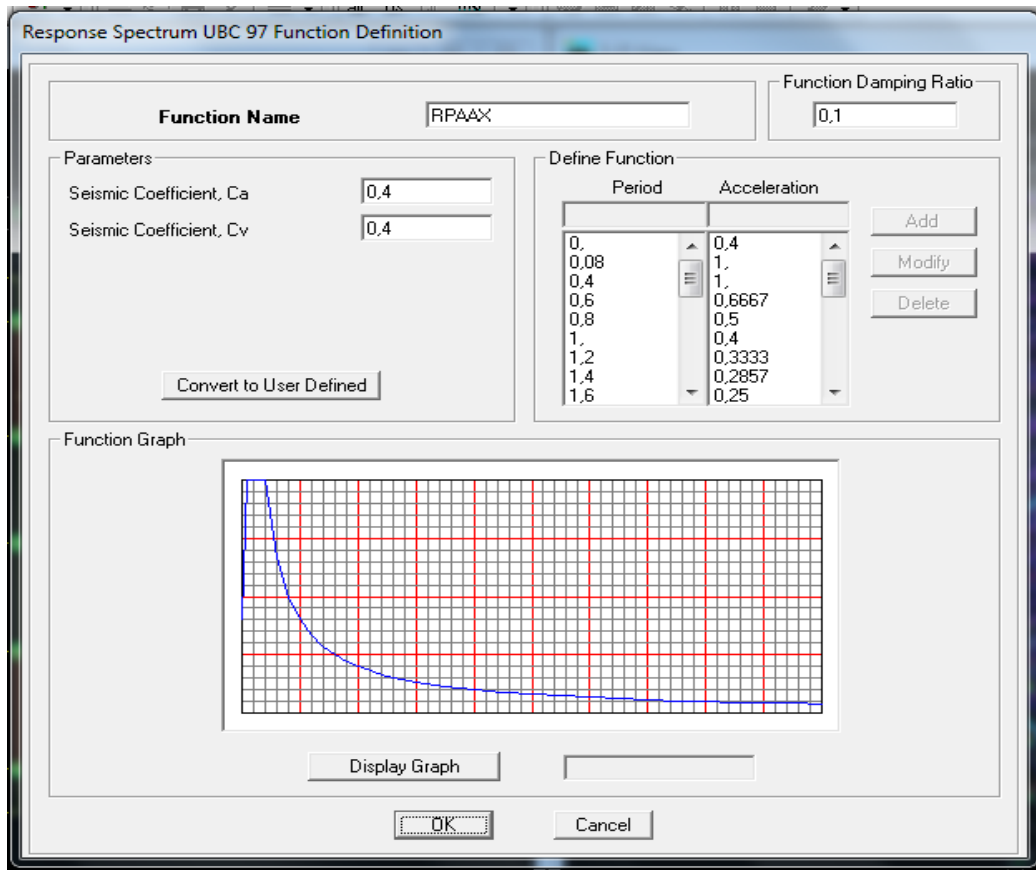 Response Spectrum UBC 97 Function Definition
Function Damping Ratio
Function Name RPAAX 0,1
Parameters Define Function
Seismic Coefficient, Ca 0,4
Seismic Coefficient, Cv 0,4
Period Acceleration
0, 0,4
0,08 1,
0,4 1,
0,6 0,6667
0,8 0,5
1, 0,4
1,2 0,3333
1,4 0,2857
1,6 0,25
Add
Modify
Delete
Convert to User Defined
Function Graph
Display Graph
OK Cancel